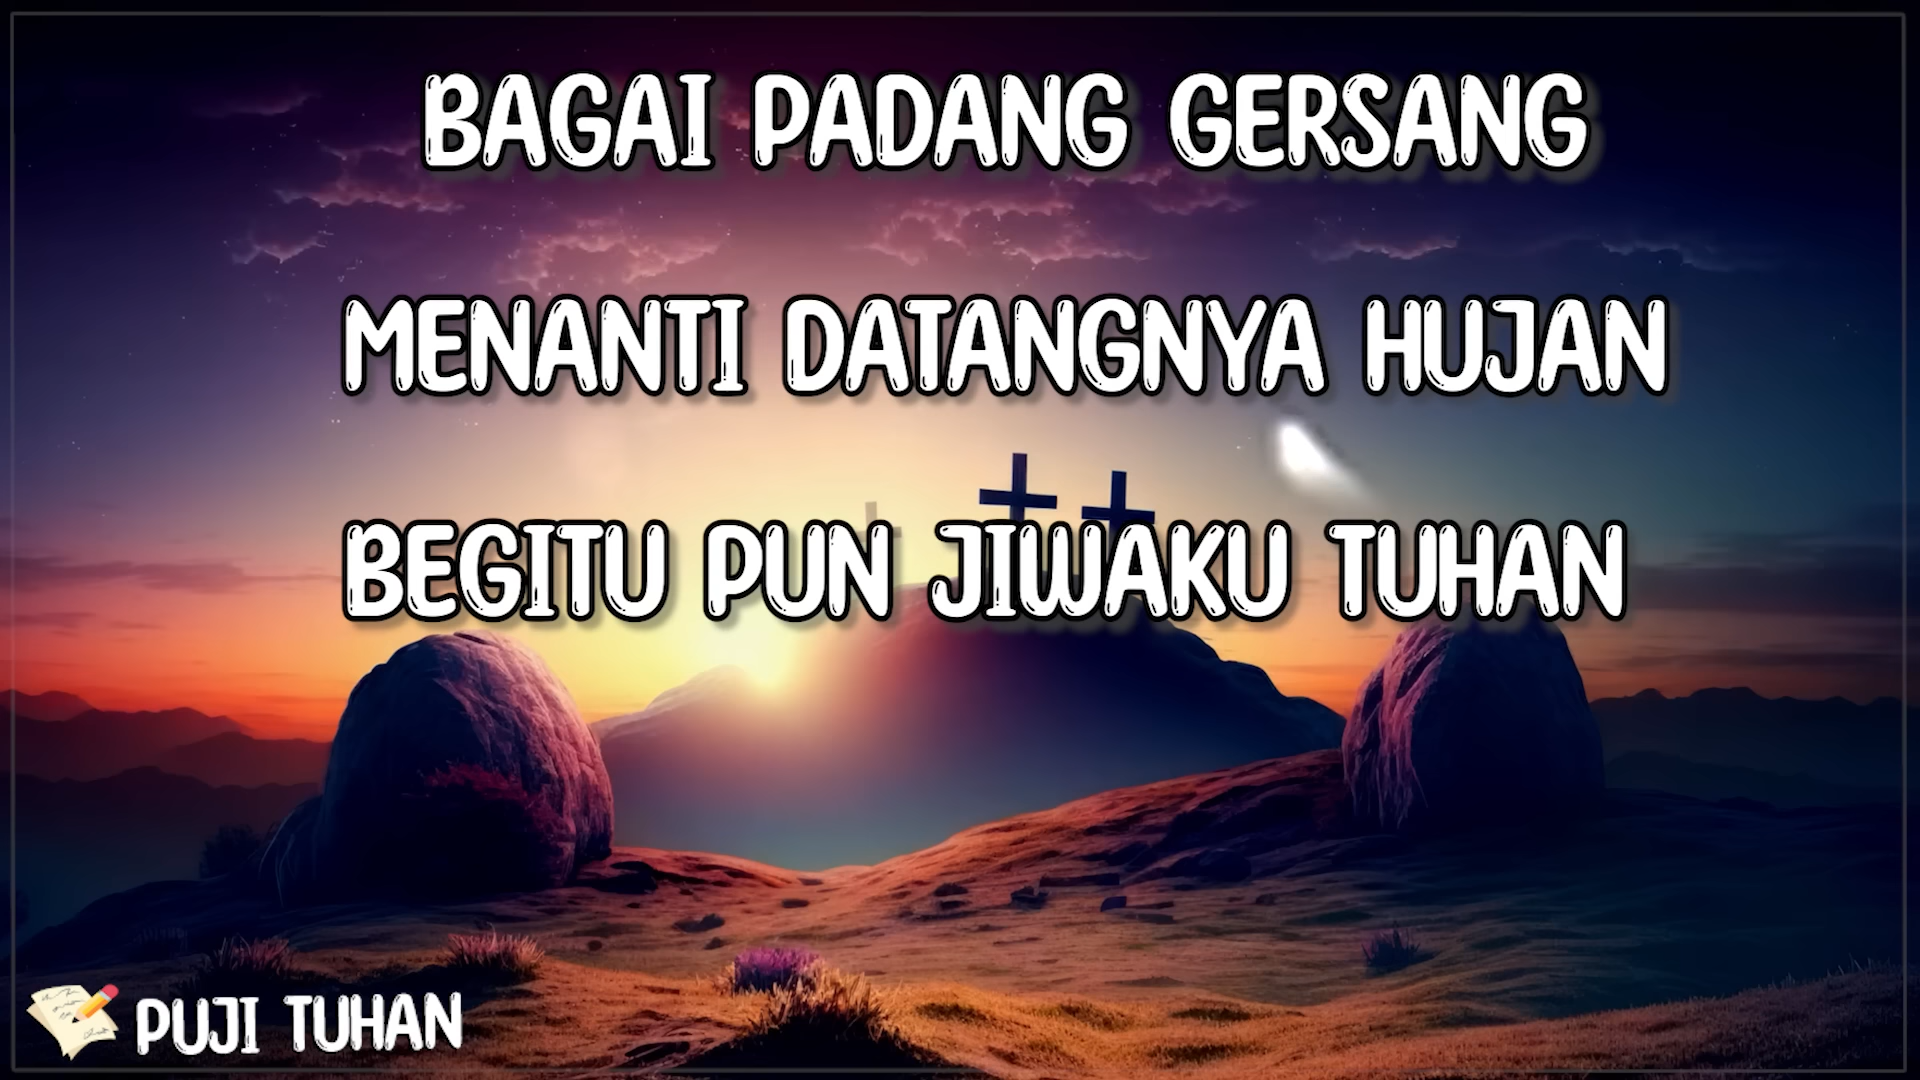 BAGAI PADANG GERSANG
MENANTI DATANGNYA HUJAN
BEGITU PUN JIWAKU TUHAN
PUJI TUHAN